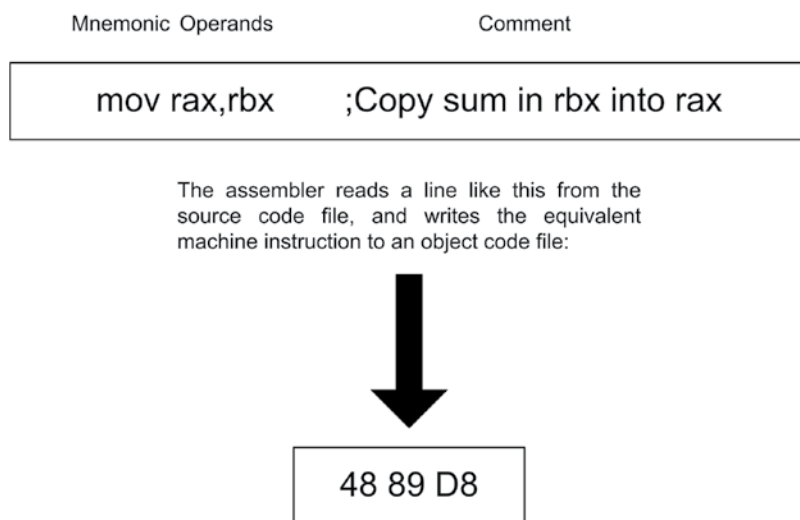 Mnemonic Operands Comment
mov rax,rbx ;Copy sum in rbx into rax
The assembler reads a line like this from the
source code file, and writes the equivalent
machine instruction to an object code file:
48 89 D8